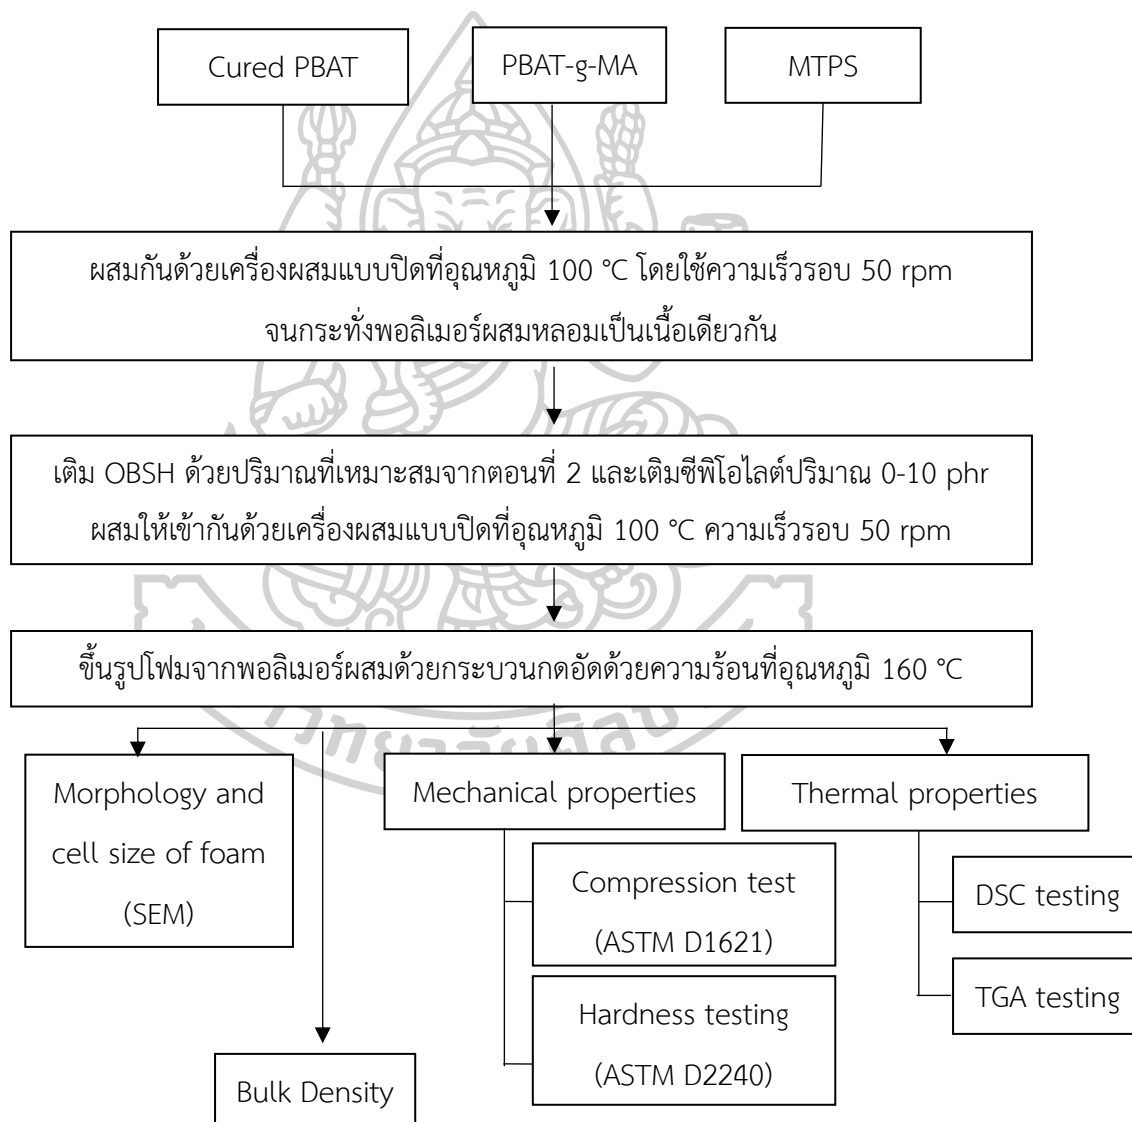 Cured PBAT
PBAT-g-MA
MTPS
ผสมกันด้วยเครื่องผสมแบบปิดที่อุณหภูมิ 100 °C โดยใช้ความเร็วรอบ 50 rpm
จนกระทั่งพอลิเมอร์ผสมหลอมเป็นเนื้อเดียวกัน
เติม OBSH ด้วยปริมาณที่เหมาะสมจากตอนที่ 2 และเติมซีพิโอไลต์ปริมาณ 0-10 phr
ผสมให้เข้ากันด้วยเครื่องผสมแบบปิดที่อุณหภูมิ 100 °C ความเร็วรอบ 50 rpm
ขึ้นรูปโฟมจากพอลิเมอร์ผสมด้วยกระบวนกดอัดด้วยความร้อนที่อุณหภูมิ 160 °C
Morphology and
cell size of foam
(SEM)
Bulk Density
Mechanical properties
Compression test
(ASTM D1621)
Hardness testing
(ASTM D2240)
Thermal properties
DSC testing
TGA testing